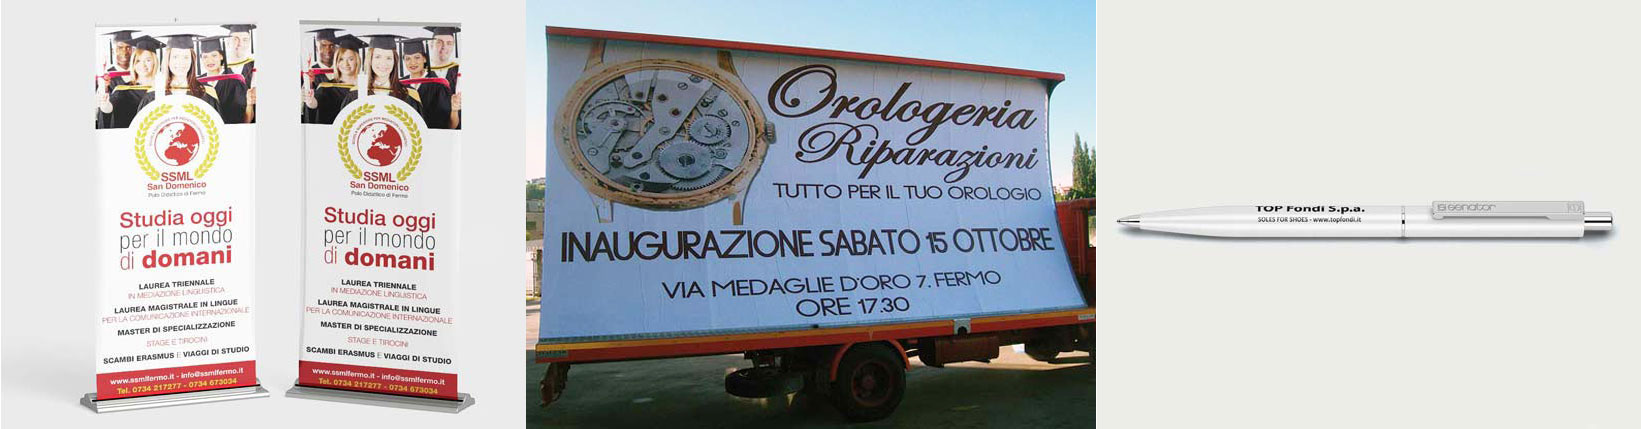 SSML
San Domenico
Polo Didattico di Fermo
Studia oggi
per il mondo
di domani
LAUREA TRIENNALE
IN MEDIAZIONE LINGUISTICA
LAUREA MAGISTRALE IN LINGUE
PER LA COMUNICAZIONE INTERNAZIONALE
MASTER DI SPECIALIZZAZIONE
STAGE E TIROCINI
SCAMBI ERASMUS E VIAGGI DI STUDIO
www.ssmlfermo.it - info@ssmlfermo.it
Tel. 0734 217277 - 0734 673034
SSML
San Domenico
Polo Didattico di Fermo
Studia oggi
per il mondo
di domani
LAUREA TRIENNALE
IN MEDIAZIONE LINGUISTICA
LAUREA MAGISTRALE IN LINGUE
PER LA COMUNICAZIONE INTERNAZIONALE
MASTER DI SPECIALIZZAZIONE
STAGE E TIROCINI
SCAMBI ERASMUS E VIAGGI DI STUDIO
www.ssmlfermo.it - info@ssmlfermo.it
Tel. 0734 217277 - 0734 673034
Orologeria
Riparazioni
TUTTO PER IL TUO OROLOGIO
INAUGURAZIONE SABATO 15 OTTOBRE
VIA MEDAGLIE D'ORO 7. FERMO
ORE 17.30
TOP Fondi S.p.a.
SOLES FOR SHOES - www.topfondi.it
senator